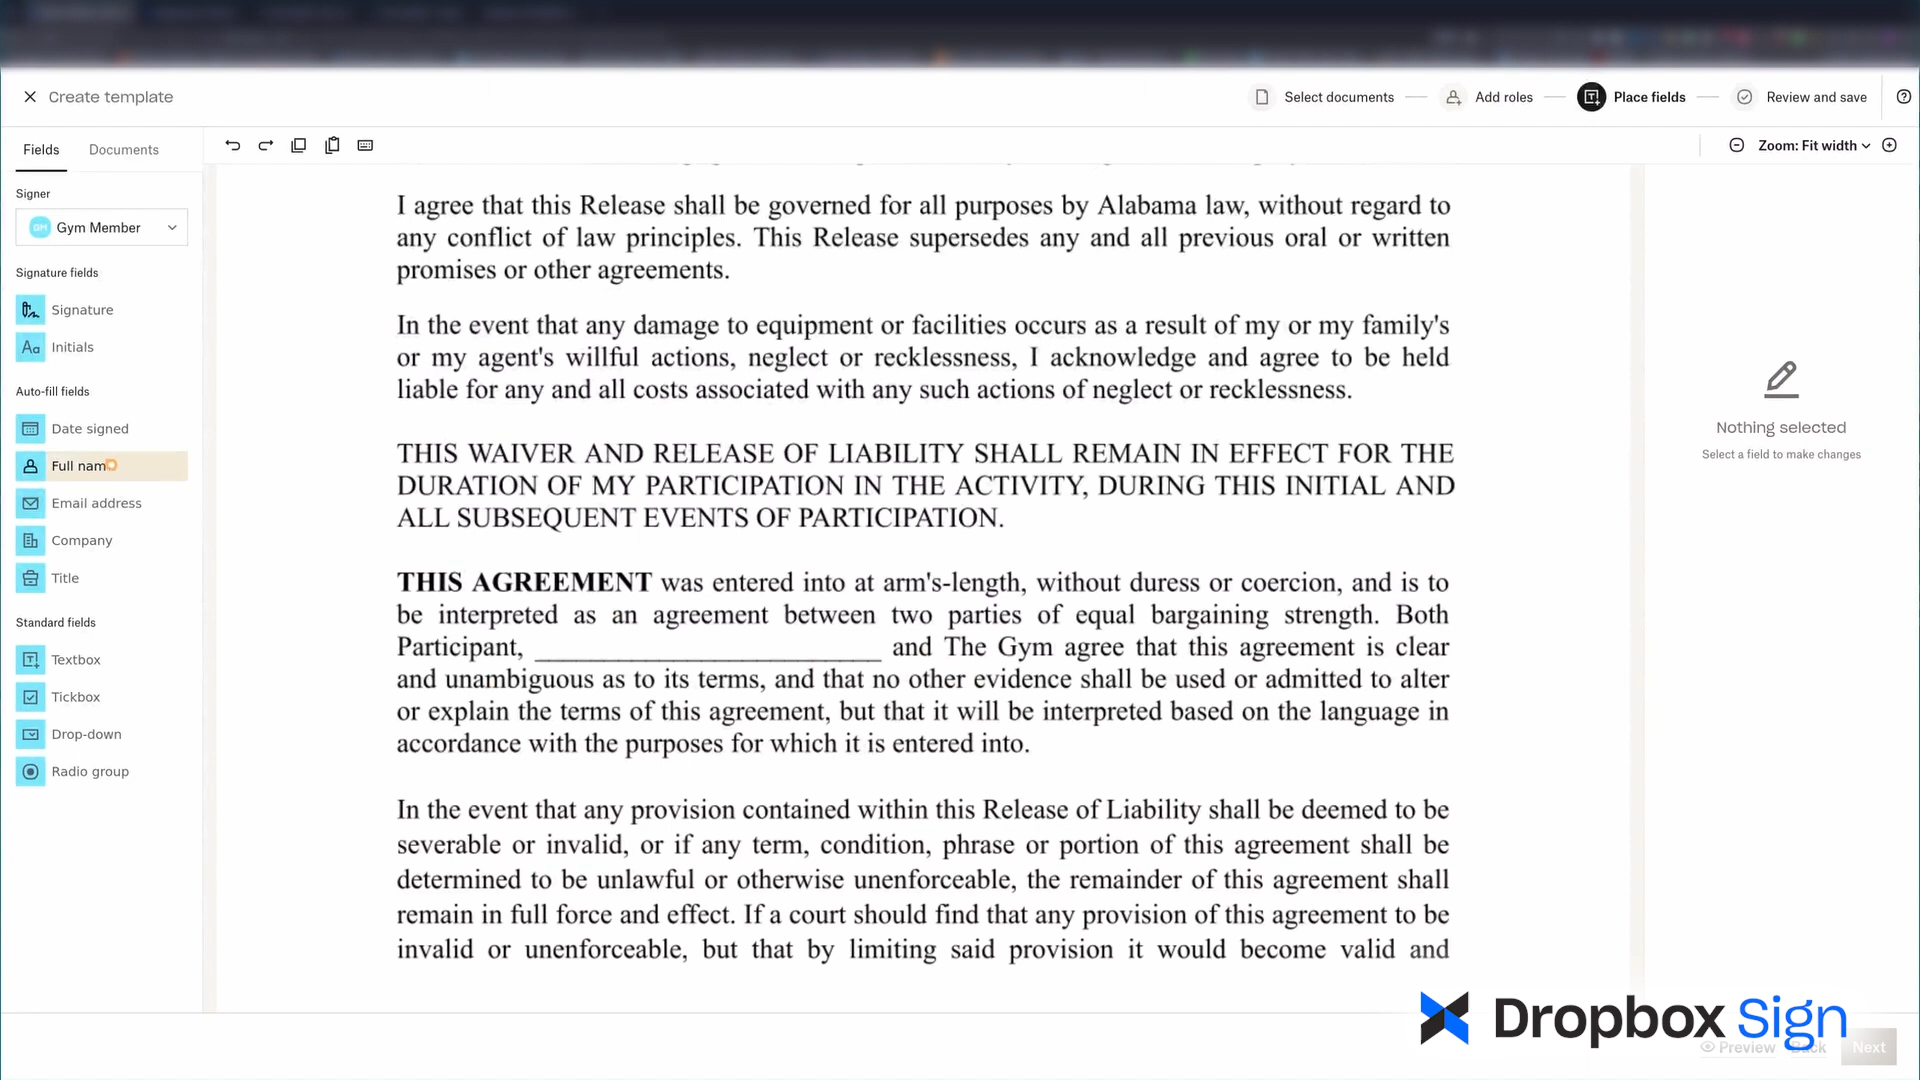 Create template
Select documents
Add roles
Place fields
Review and save
Fields
Documents
Zoom: Fit width
Signer
GM Gym Member
Signature fields
Signature
Initials
Auto-fill fields
Date signed
Full nam
Email address
Company
Title
Standard fields
Textbox
Tickbox
Drop-down
Radio group
I agree that this Release shall be governed for all purposes by Alabama law, without regard to
any conflict of law principles. This Release supersedes any and all previous oral or written
promises or other agreements.
In the event that any damage to equipment or facilities occurs as a result of my or my family's
or my agent's willful actions, neglect or recklessness, I acknowledge and agree to be held
liable for any and all costs associated with any such actions of neglect or recklessness.
THIS WAIVER AND RELEASE OF LIABILITY SHALL REMAIN IN EFFECT FOR THE
DURATION OF MY PARTICIPATION IN THE ACTIVITY, DURING THIS INITIAL AND
ALL SUBSEQUENT EVENTS OF PARTICIPATION.
THIS AGREEMENT was entered into at arm's-length, without duress or coercion, and is to
be interpreted as an agreement between two parties of equal bargaining strength. Both
Participant, __________________________ and The Gym agree that this agreement is clear
and unambiguous as to its terms, and that no other evidence shall be used or admitted to alter
or explain the terms of this agreement, but that it will be interpreted based on the language in
accordance with the purposes for which it is entered into.
In the event that any provision contained within this Release of Liability shall be deemed to be
severable or invalid, or if any term, condition, phrase or portion of this agreement shall be
determined to be unlawful or otherwise unenforceable, the remainder of this agreement shall
remain in full force and effect. If a court should find that any provision of this agreement to be
invalid or unenforceable, but that by limiting said provision it would become valid and
Nothing selected
Select a field to make changes
Dropbox Sign
Preview
Back
Next